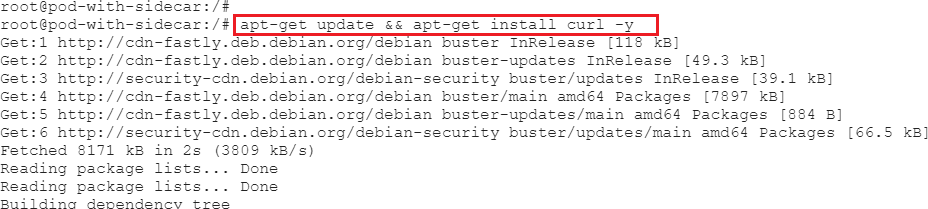 root@pod-with-sidecar:/#
root@pod-with-sidecar:/# apt-get update && apt-get install curl -y
Get:1 http://cdn-fastly.deb.debian.org/debian buster InRelease [118 kB]
Get:2 http://cdn-fastly.deb.debian.org/debian buster-updates InRelease [49.3 kB]
Get:3 http://security-cdn.debian.org/debian-security buster/updates InRelease [39.1 kB]
Get:4 http://cdn-fastly.deb.debian.org/debian buster/main amd64 Packages [7897 kB]
Get:5 http://cdn-fastly.deb.debian.org/debian buster-updates/main amd64 Packages [884 B]
Get:6 http://security-cdn.debian.org/debian-security buster/updates/main amd64 Packages [66.5 kB]
Fetched 8171 kB in 2s (3809 kB/s)
Reading package lists... Done
Reading package lists... Done
Building dependency tree